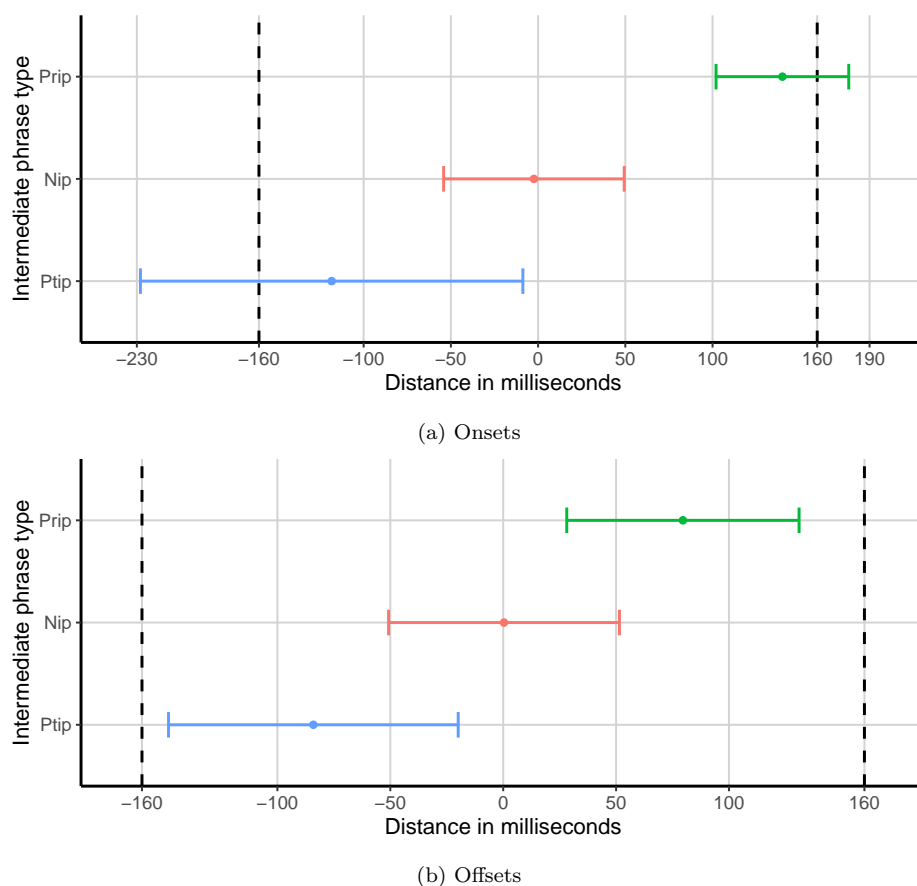 Intermediate phrase type
Prip
Nip
Ptip
−230 −160 −100 −50 0 50 100 160 190
Distance in milliseconds
(a) Onsets
Intermediate phrase type
Prip
Nip
Ptip
−160 −100 −50 0 50 100 160
Distance in milliseconds
(b) Offsets